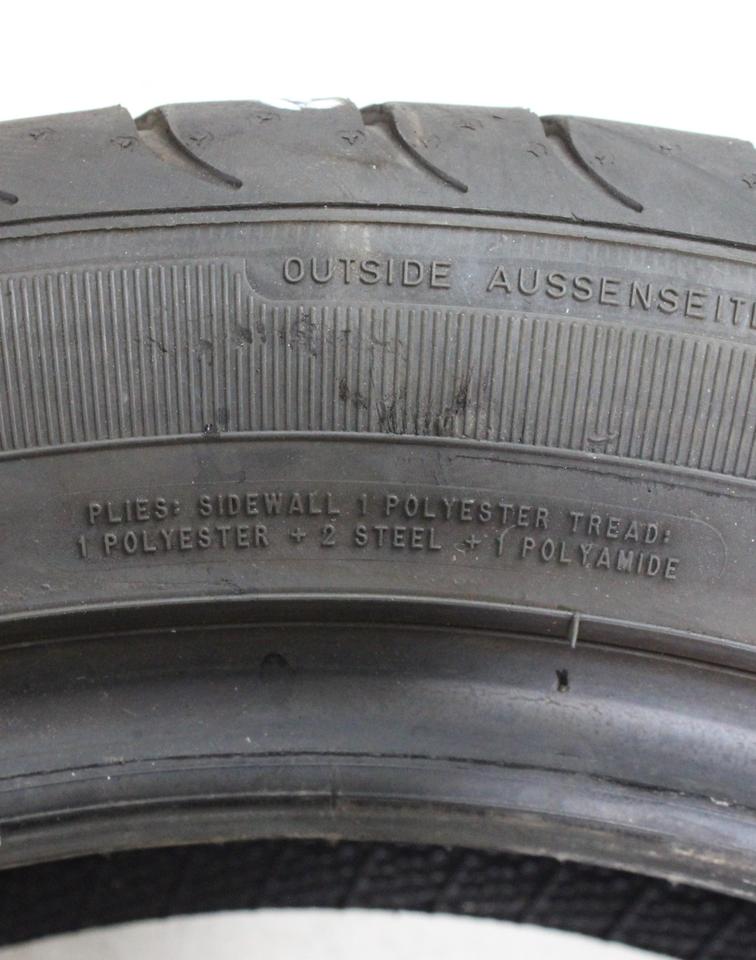 OUTSIDE AUSSENSEITE
PLIES: SIDEWALL 1 POLYESTER TREAD:
1 POLYESTER + 2 STEEL + 1 POLYAMIDE